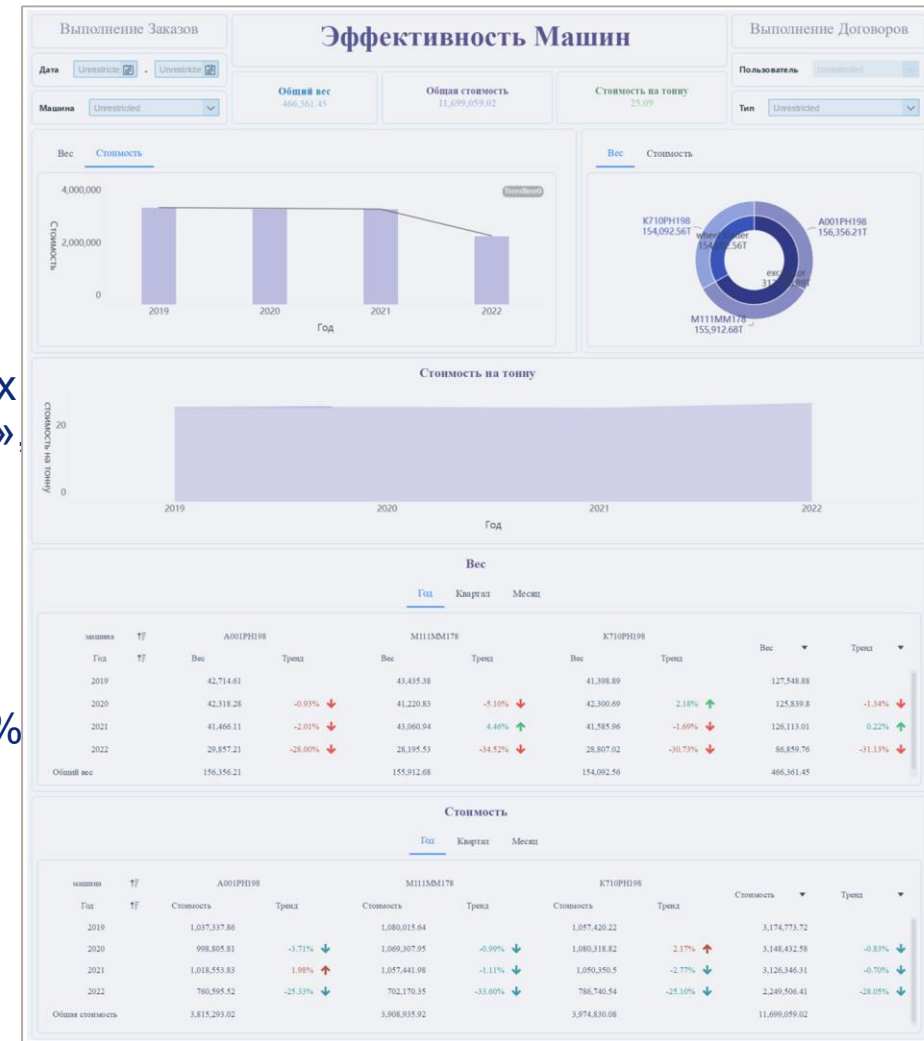 Выполнение Заказов
Эффективность Машин
Выполнение Договоров
Дата Unrestricte - Unrestricte
Пользователь Unrestricted
Машина Unrestricted
Общий вес
466,361.45
Общая стоимость
11,699,059.02
Стоимость на тонну
25.09
Тип Unrestricted
Вес Стоимость
Вес Стоимость
4,000,000
2,000,000
0
Стоимость
Trendline0
2019 2020 2021 2022
Год
K710PH198
154,092.56T
A001PH198
156,356.21T
M111MM178
155,912.68T
х
»,
%
Стоимость на тонну
стоимость на тонну
20
0
2019 2020 2021 2022
Год
Вес
Год Квартал Месяц
машина A001PH198 M111MM178 K710PH198 Вес Тренд
Год Вес Тренд Вес Тренд Вес Тренд
2019 42,714.61 43,435.38 41,398.89 127,548.88
2020 42,318.28 -0.93% 41,220.83 -5.10% 42,300.69 2.18% 125,839.8 -1.34%
2021 41,466.11 -2.01% 43,060.94 4.46% 41,585.96 -1.69% 126,113.01 0.22%
2022 29,857.21 -28.00% 28,195.53 -34.52% 28,807.02 -30.73% 86,859.76 -31.13%
Общий вес 156,356.21 155,912.68 154,092.56 466,361.45
Стоимость
Год Квартал Месяц
машина A001PH198 M111MM178 K710PH198 Стоимость Тренд
Год Стоимость Тренд Стоимость Тренд Стоимость Тренд
2019 1,037,337.86 1,080,015.64 1,057,420.22 3,174,773.72
2020 998,805.81 -3.71% 1,069,307.95 -0.99% 1,080,318.82 2.17% 3,148,432.58 -0.83%
2021 1,018,553.83 1.98% 1,057,441.98 -1.11% 1,050,350.5 -2.77% 3,126,346.31 -0.70%
2022 760,595.52 -25.33% 702,170.35 -33.60% 786,740.54 -25.10% 2,249,506.41 -28.05%
Общая стоимость 3,815,293.02 3,908,935.92 3,974,830.08 11,699,059.02